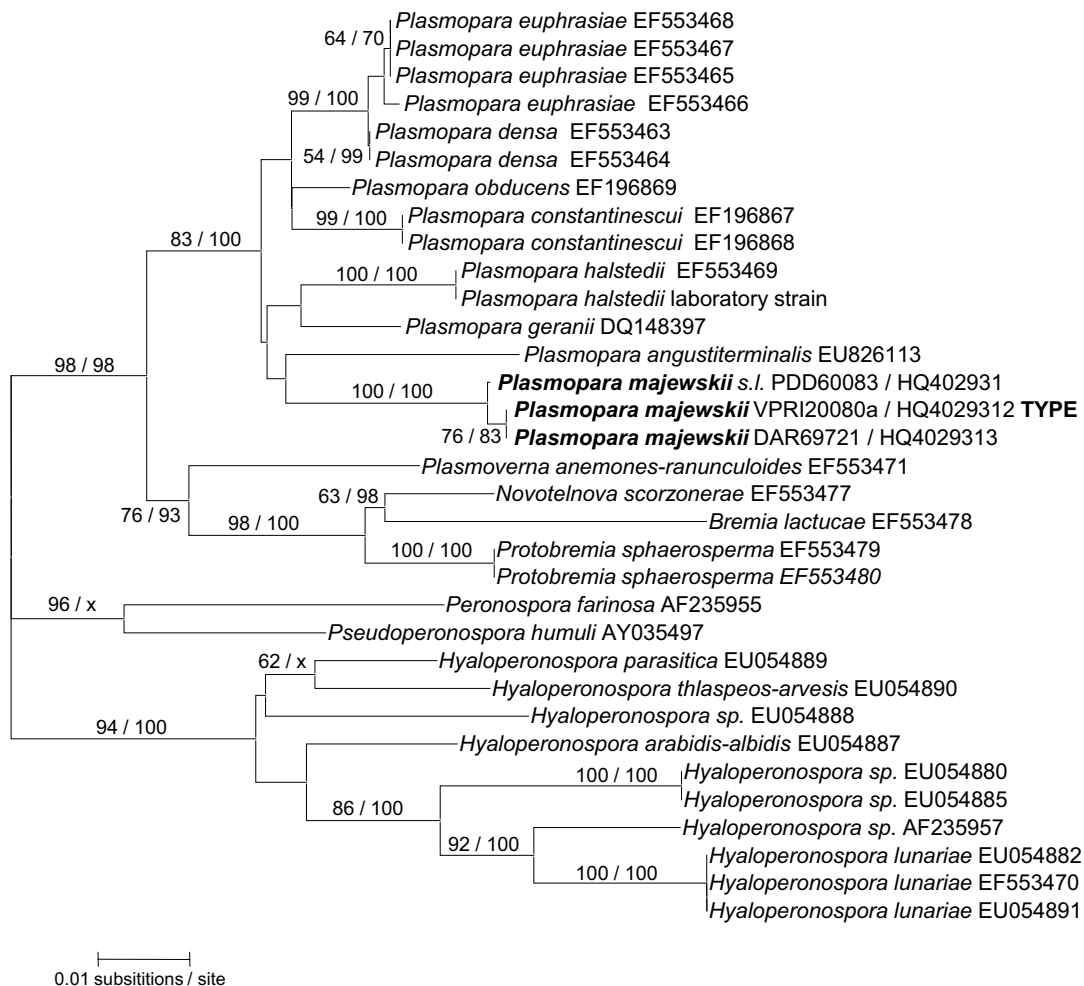 Plasmopara euphrasiae EF553468
64 / 70
Plasmopara euphrasiae EF553467
Plasmopara euphrasiae EF553465
99 / 100
Plasmopara euphrasiae EF553466
Plasmopara densa EF553463
54 / 99
Plasmopara densa EF553464
Plasmopara obducens EF196869
99 / 100
Plasmopara constantinescui EF196867
83 / 100
Plasmopara constantinescui EF196868
100 / 100
Plasmopara halstedii EF553469
Plasmopara halstedii laboratory strain
Plasmopara geranii DQ148397
98 / 98
Plasmopara angustiterminalis EU826113
100 / 100
Plasmopara majewskii s.l. PDD60083 / HQ402931
Plasmopara majewskii VPRI20080a / HQ4029312 TYPE
76 / 83
Plasmopara majewskii DAR69721 / HQ4029313
Plasmoverna anemones-ranunculoides EF553471
63 / 98
Novotelnova scorzonerae EF553477
76 / 93
98 / 100
Bremia lactucae EF553478
100 / 100
Protobremia sphaerosperma EF553479
Protobremia sphaerosperma EF553480
96 / x
Peronospora farinosa AF235955
Pseudoperonospora humuli AY035497
62 / x
Hyaloperonospora parasitica EU054889
Hyaloperonospora thlaspeos-arvesis EU054890
94 / 100
Hyaloperonospora sp. EU054888
Hyaloperonospora arabidis-albidis EU054887
100 / 100
Hyaloperonospora sp. EU054880
Hyaloperonospora sp. EU054885
86 / 100
Hyaloperonospora sp. AF235957
92 / 100
Hyaloperonospora lunariae EU054882
100 / 100
Hyaloperonospora lunariae EF553470
Hyaloperonospora lunariae EU054891
0.01 subsititions / site